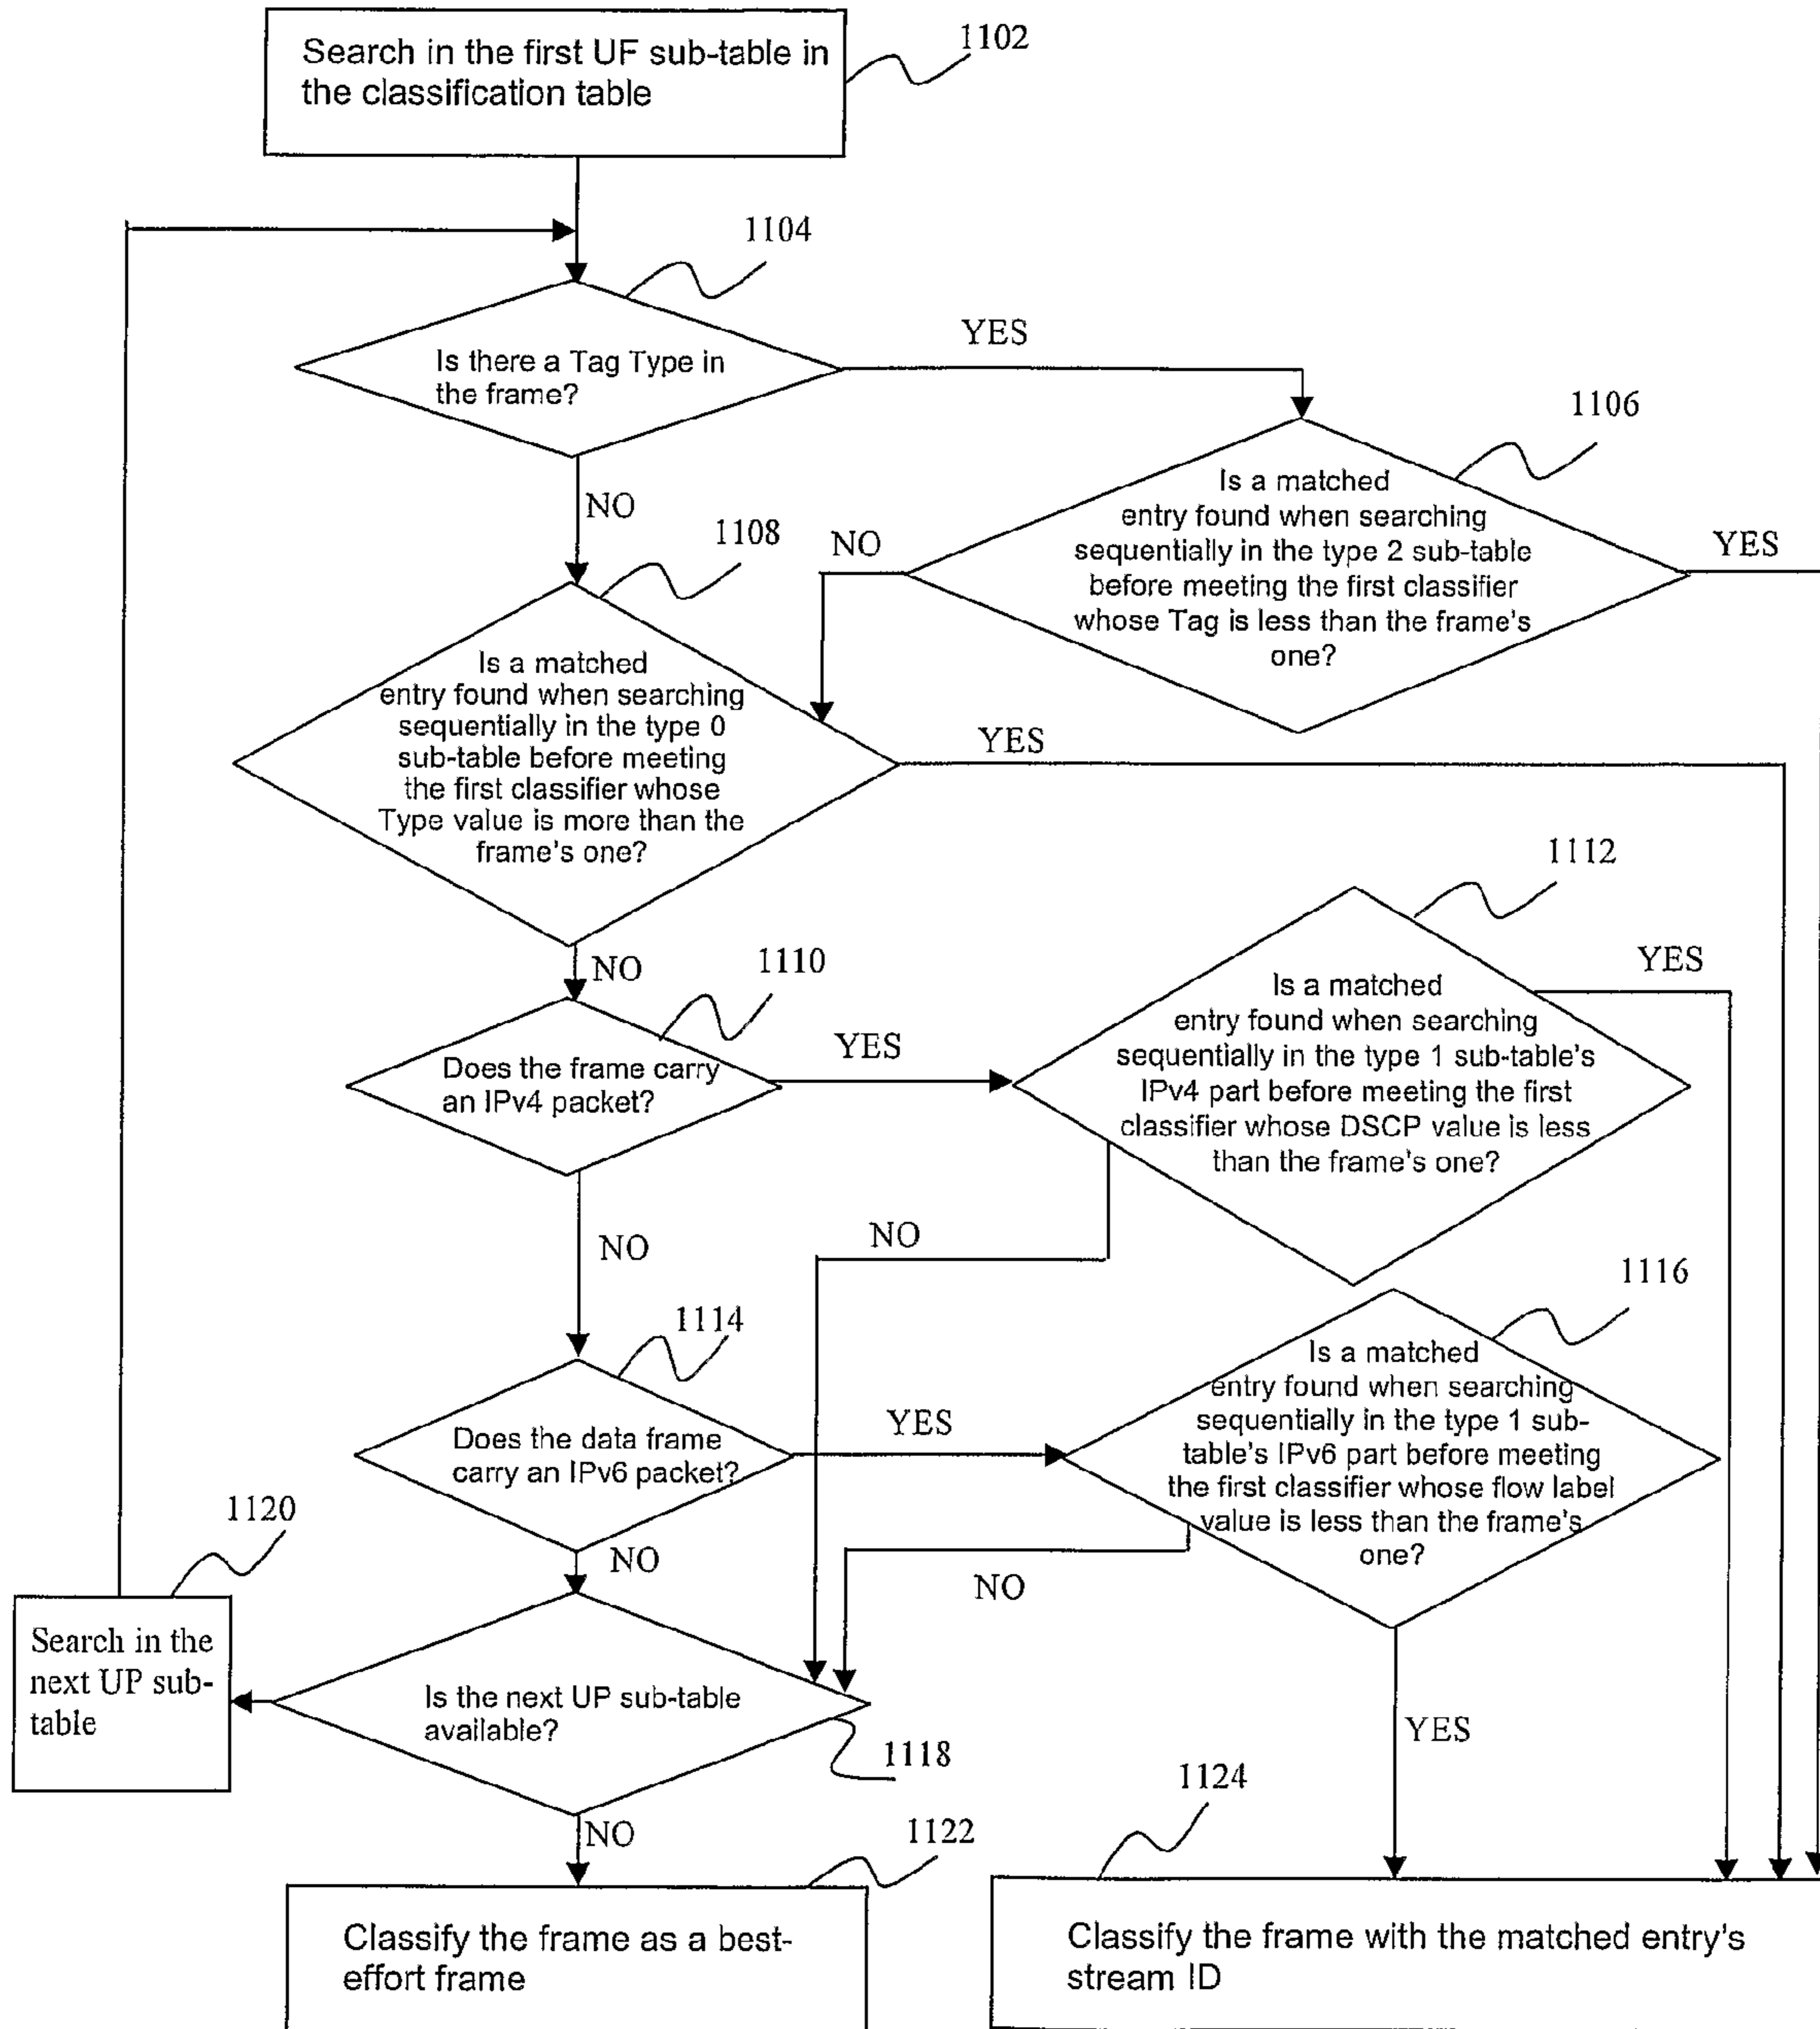 Search in the first UF sub-table in
the classification table
1102
1104
Is there a Tag Type in
the frame?
YES
NO
1106
Is a matched
entry found when searching
sequentially in the type 2 sub-table
before meeting the first classifier
whose Tag is less than the frame's
one?
YES
NO
1108
Is a matched
entry found when searching
sequentially in the type 0
sub-table before meeting
the first classifier whose
Type value is more than the
frame's one?
YES
NO
1110
Does the frame carry
an IPv4 packet?
YES
NO
1112
Is a matched
entry found when searching
sequentially in the type 1 sub-table's
IPv4 part before meeting the first
classifier whose DSCP value is less
than the frame's one?
YES
NO
1114
Does the data frame
carry an IPv6 packet?
YES
NO
1116
Is a matched
entry found when searching
sequentially in the type 1 sub-
table's IPv6 part before meeting
the first classifier whose flow label
value is less than the frame's
one?
NO
YES
1120
Search in the
next UP sub-
table
Is the next UP sub-table
available?
1118
NO
1122
Classify the frame as a best-
effort frame
1124
Classify the frame with the matched entry's
stream ID